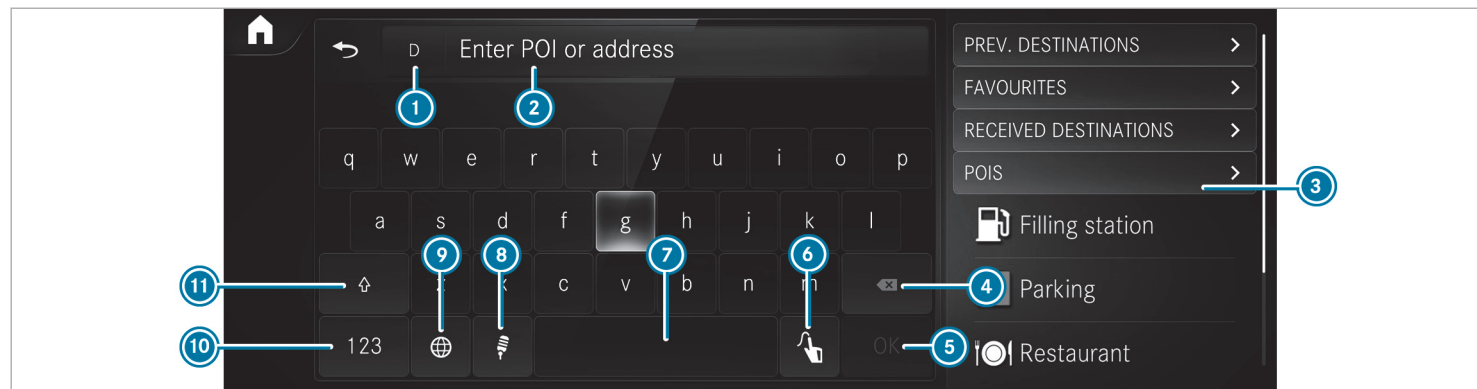 D Enter POI or address
1 2
q w e r t y u i o p
a s d f g h j k l
9 8 7 6
11 z x c v b n m 4
10 123 OK 5
PREV. DESTINATIONS
FAVOURITES
RECEIVED DESTINATIONS
POIS
3
Filling station
Parking
Restaurant